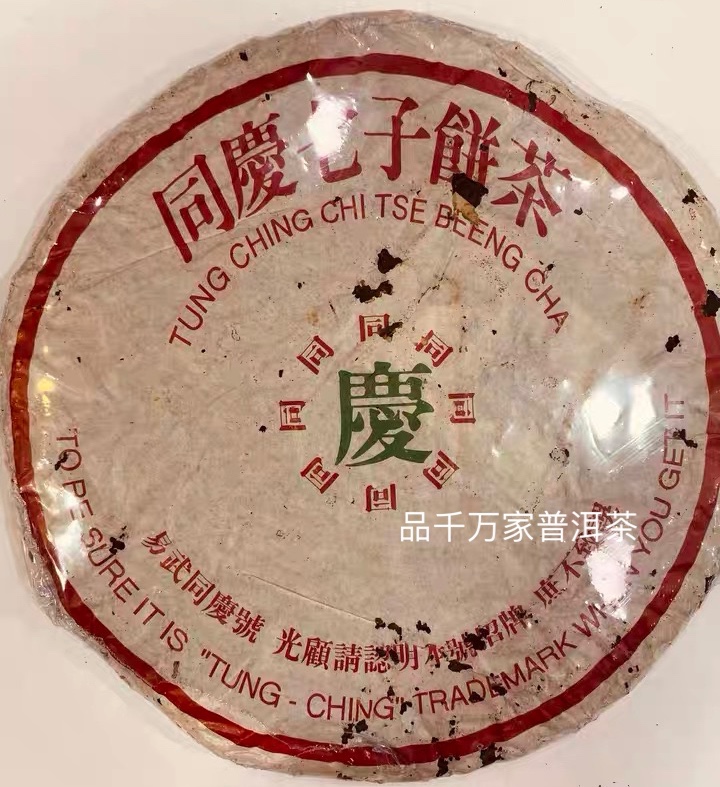 同慶七子餅茶
TUNG CHING CHI TSE BEENG CHA
同 同 同 同 同 同 同 同
慶
品千万家普洱茶
易武同慶號 光顧請認明本號招牌 庶不
TO BE SURE IT IS "TUNG - CHING" TRADEMARK WHEN YOU GET IT